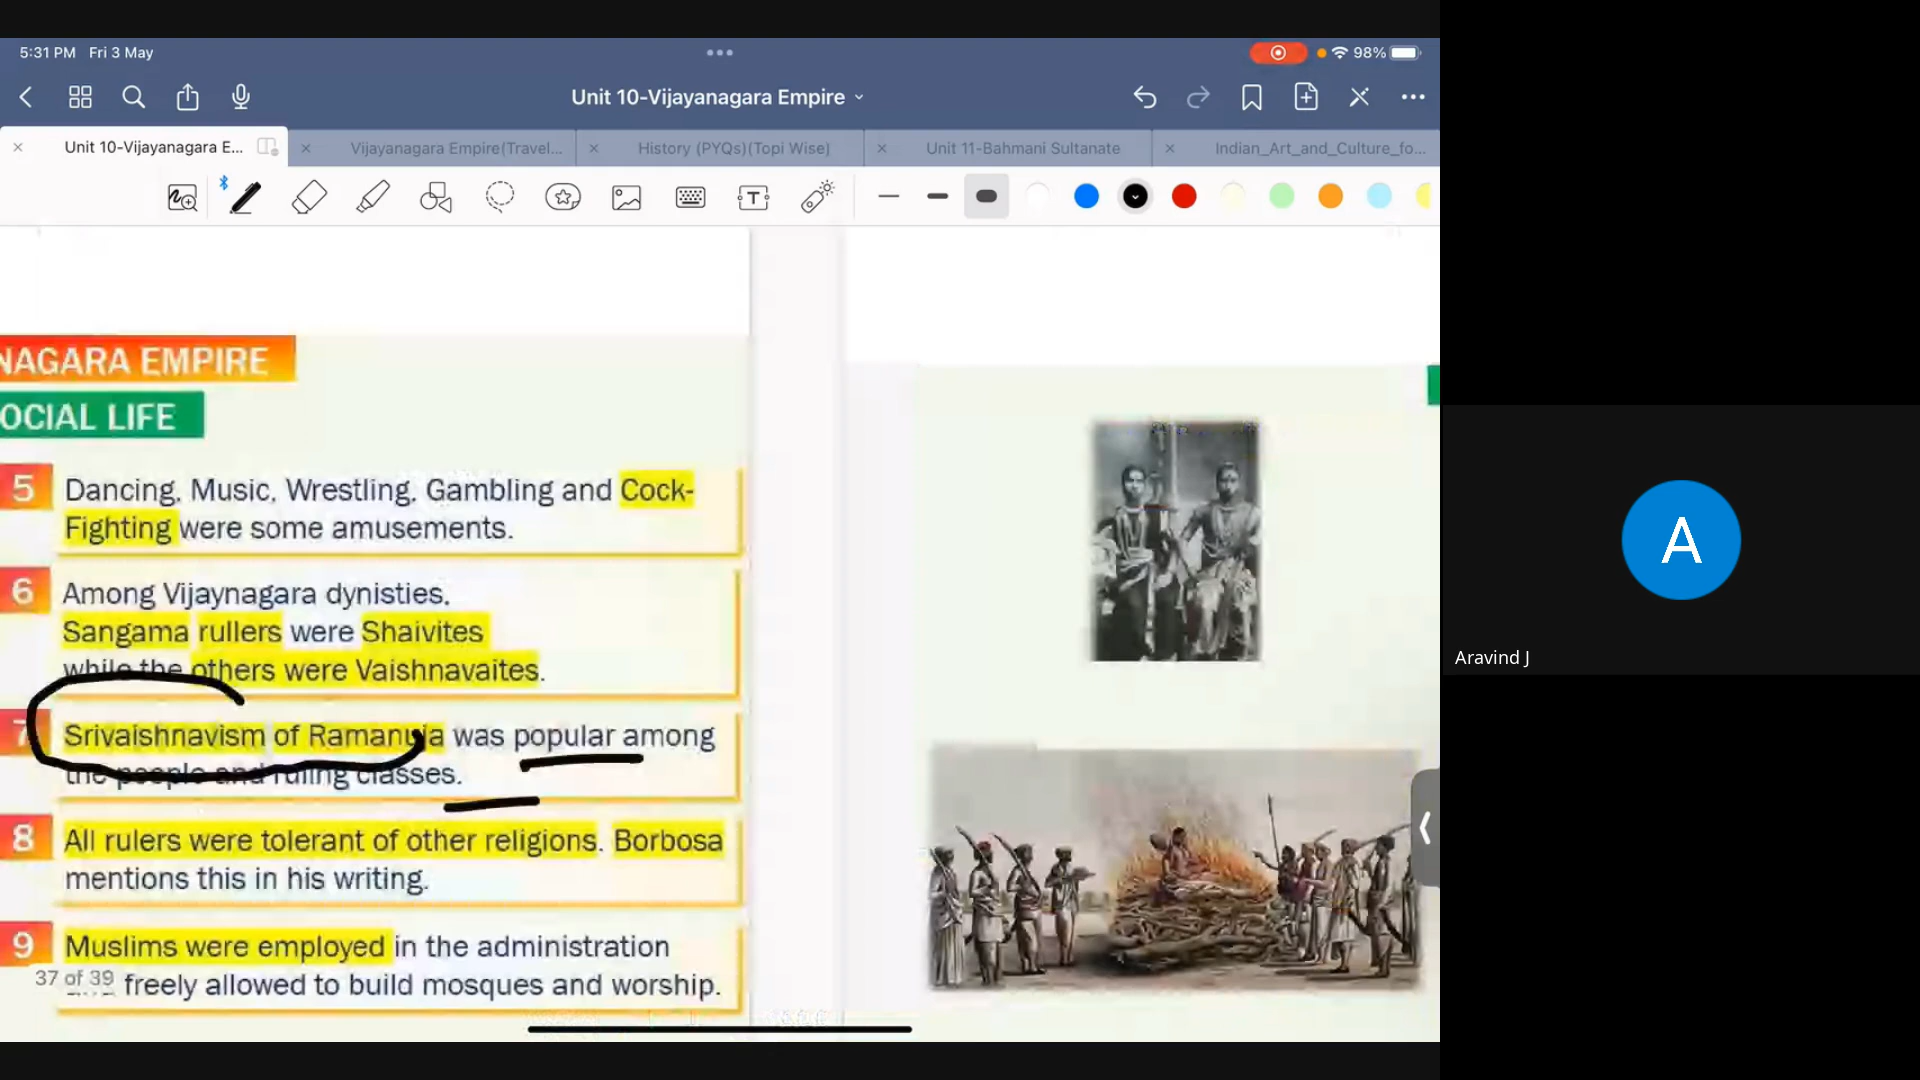 5:31 PM Fri 3 May
98%
Unit 10-Vijayanagara Empire
Unit 10-Vijayanagara E...
Vijayanagara Empire(Travel...
History (PYQs)(Topi Wise)
Unit 11-Bahmani Sultanate
Indian_Art_and_Culture_fo...
NAGARA EMPIRE
OCIAL LIFE
5 Dancing, Music, Wrestling, Gambling and Cock-
Fighting were some amusements.
6 Among Vijaynagara dynisties,
Sangama rullers were Shaivites
while the others were Vaishnavaites.
7 Srivaishnavism of Ramanuja was popular among
the people and ruling classes.
8 All rulers were tolerant of other religions. Borbosa
mentions this in his writing.
9 Muslims were employed in the administration
freely allowed to build mosques and worship.
37 of 39
A
Aravind J